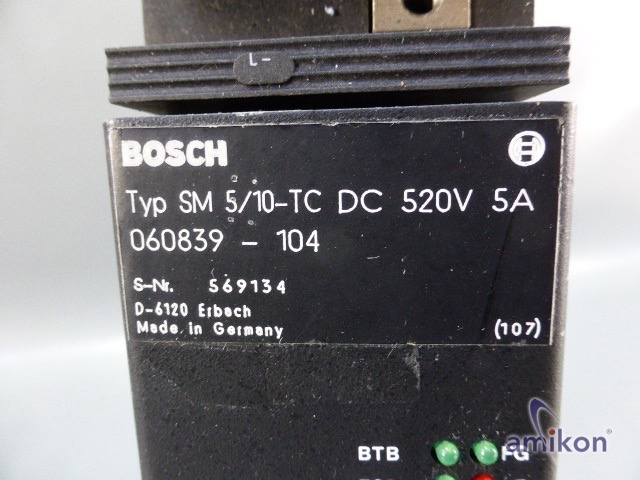 L-
BOSCH
Typ SM 5/10-TC DC 520V 5A
060839 - 104
S-Nr. 569134
D-6120 Erbach
Made in Germany (107)
BTB FG
amikon